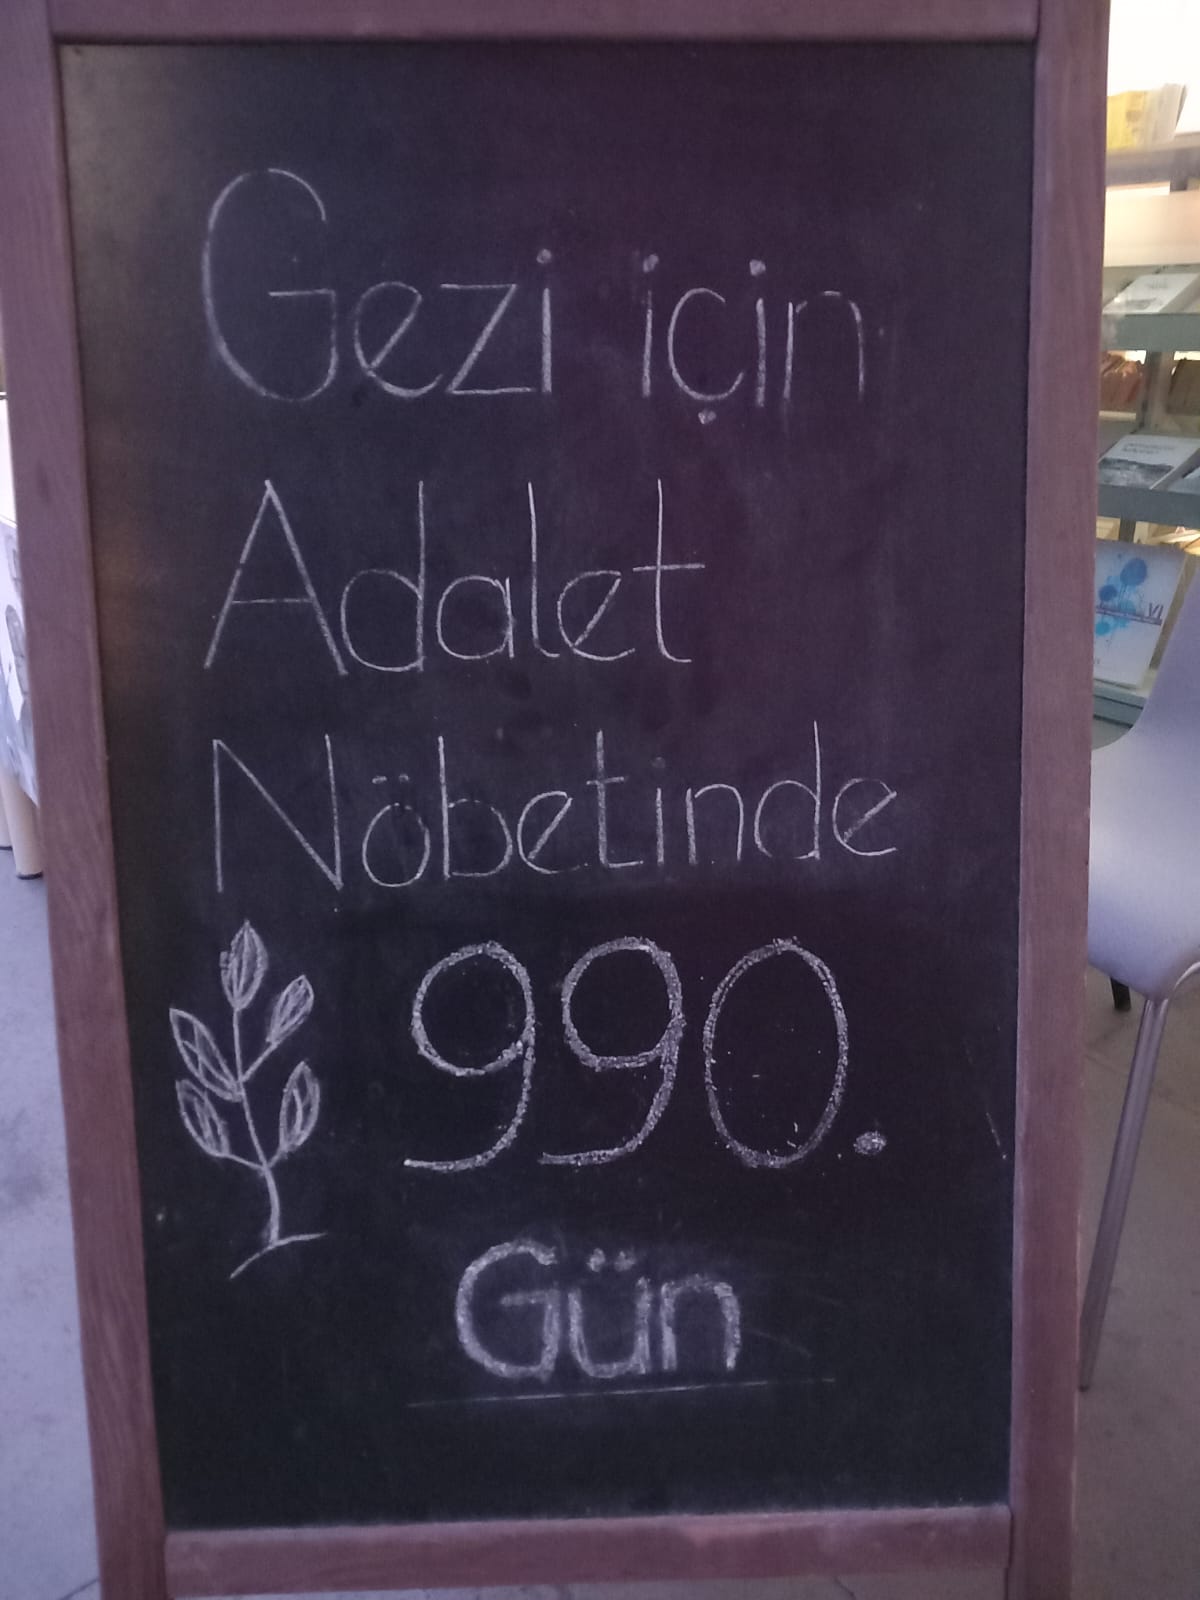 Gezi için
Adalet
Nöbetinde
990.
Gün